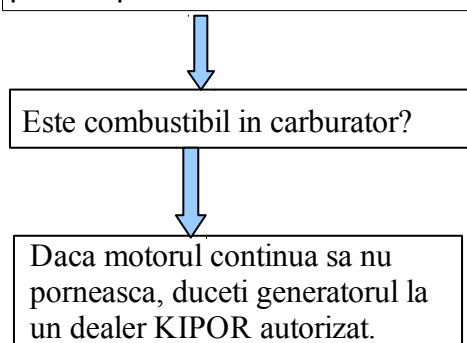 Este combustibil in carburator?
Daca motorul continua sa nu
porneasca, duceti generatorul la
un dealer KIPOR autorizat.